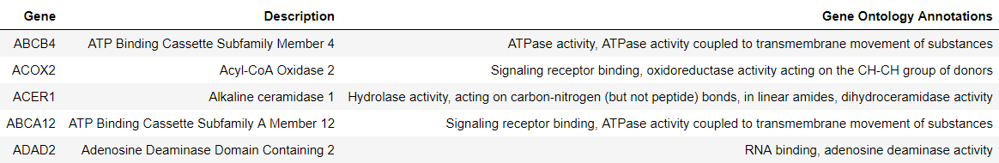 Gene Description Gene Ontology Annotations
ABCB4 ATP Binding Cassette Subfamily Member 4 ATPase activity, ATPase activity coupled to transmembrane movement of substances
ACOX2 Acyl-CoA Oxidase 2 Signaling receptor binding, oxidoreductase activity acting on the CH-CH group of donors
ACER1 Alkaline ceramidase 1 Hydrolase activity, acting on carbon-nitrogen (but not peptide) bonds, in linear amides, dihydroceramidase activity
ABCA12 ATP Binding Cassette Subfamily A Member 12 Signaling receptor binding, ATPase activity coupled to transmembrane movement of substances
ADAD2 Adenosine Deaminase Domain Containing 2 RNA binding, adenosine deaminase activity